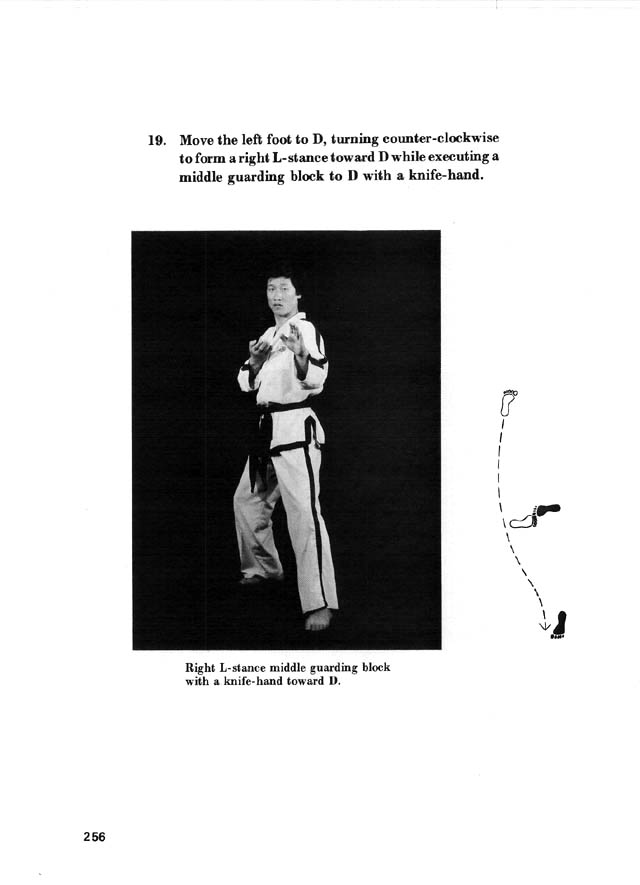 19. Move the left foot to D, turning counter-clockwise
to form a right L-stance toward D while executing a
middle guarding block to D with a knife-hand.
Right L-stance middle guarding block
with a knife-hand toward D.
256